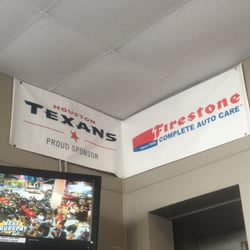 HOUSTON
TEXANS
PROUD SPONSOR
Firestone
COMPLETE AUTO CARE